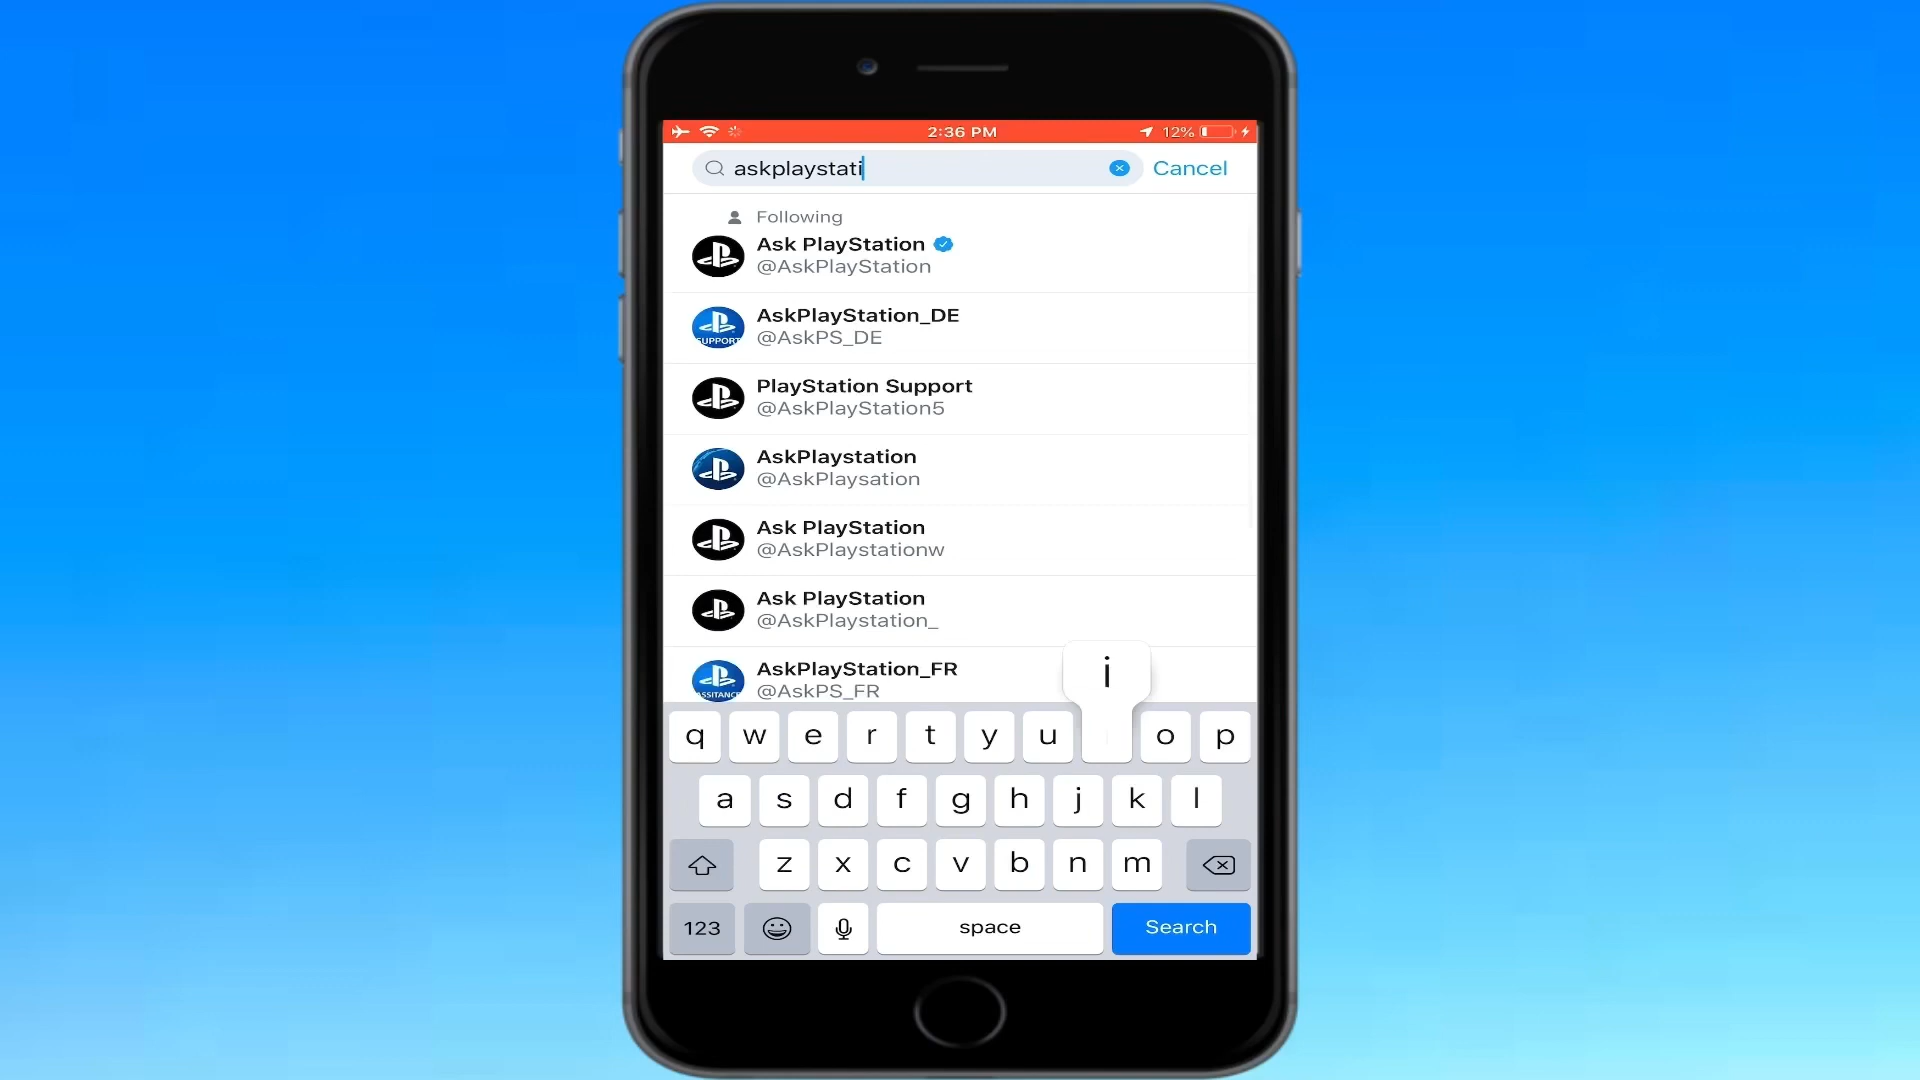 2:36 PM
12%
askplaystati
Cancel
Following
Ask PlayStation
@AskPlayStation
AskPlayStation_DE
SUPPORT
@AskPS_DE
PlayStation Support
@AskPlayStation5
AskPlaystation
@AskPlaysation
Ask PlayStation
@AskPlaystationw
Ask PlayStation
@AskPlaystation_
AskPlayStation_FR
@AskPS_FR
i
q w e r t y u o p
a s d f g h j k l
z x c v b n m
123
space
Search